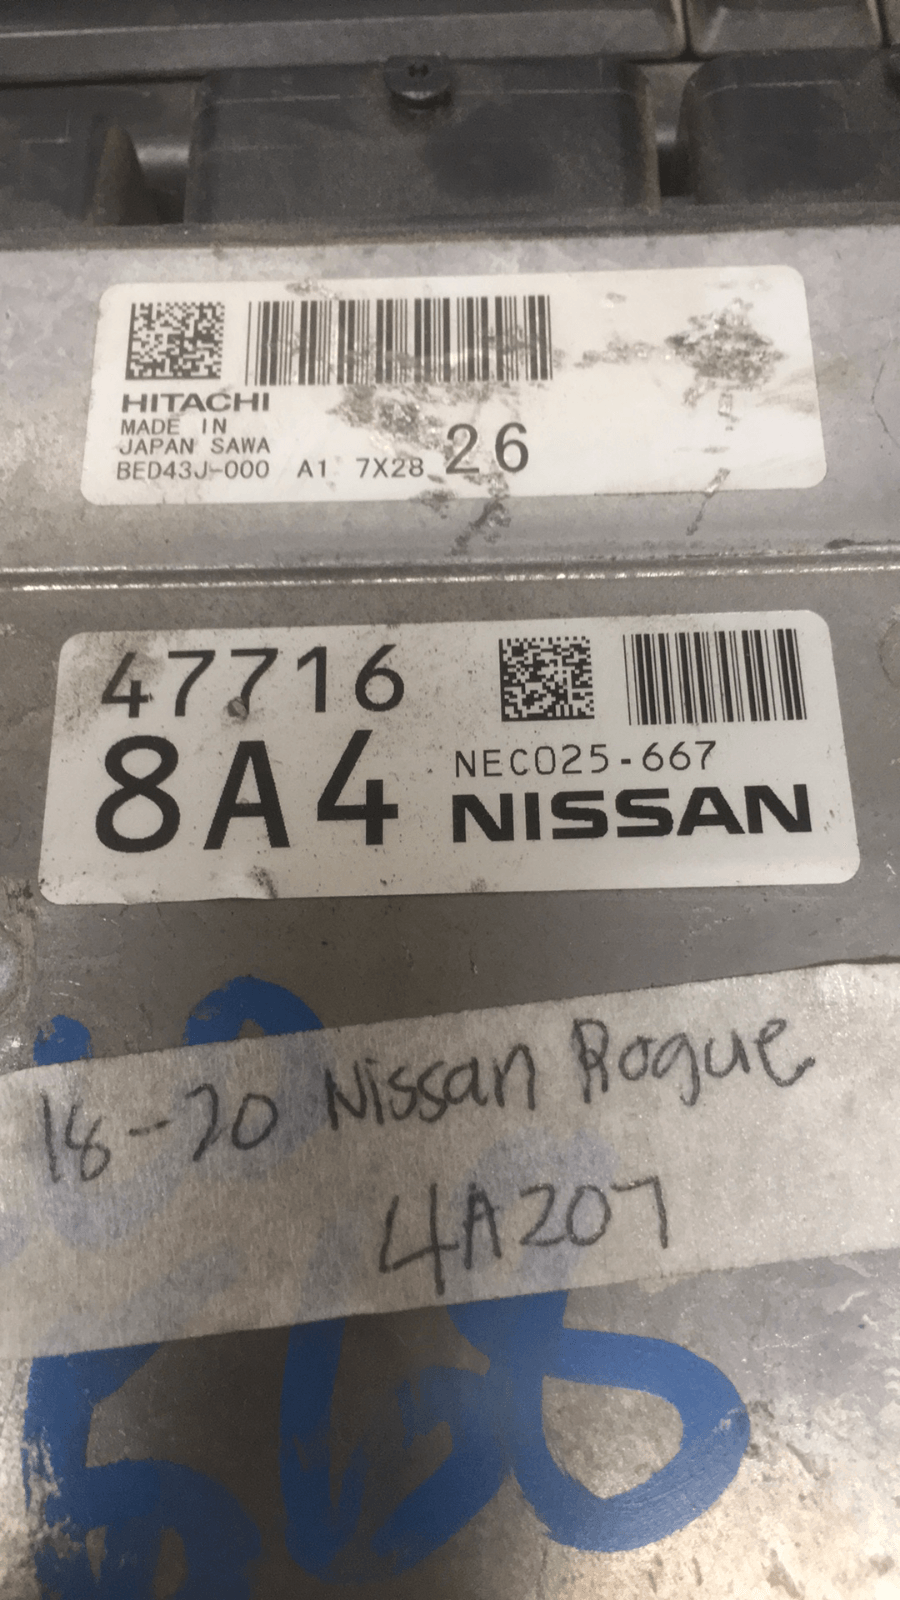 HITACHI
MADE IN
JAPAN SAWA
BED43J-000 A1 7X28 26
47716
8A4
NEC025-667
NISSAN
18-20 Nissan Rogue
4A207